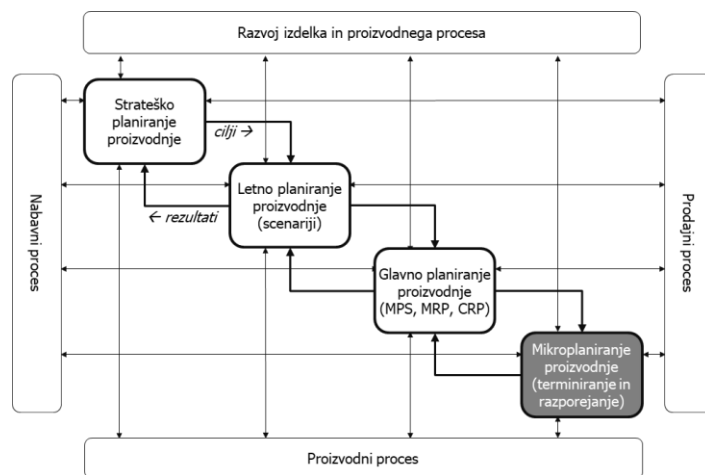 Razvoj izdelka in proizvodnega procesa
Nabavni proces
Strateško
planiranje
proizvodnje
cilji →
Letno planiranje
proizvodnje
(scenariji)
← rezultati
Glavno planiranje
proizvodnje
(MPS, MRP, CRP)
Mikroplaniranje
proizvodnje
(terminiranje in
razporejanje)
Prodajni proces
Proizvodni proces